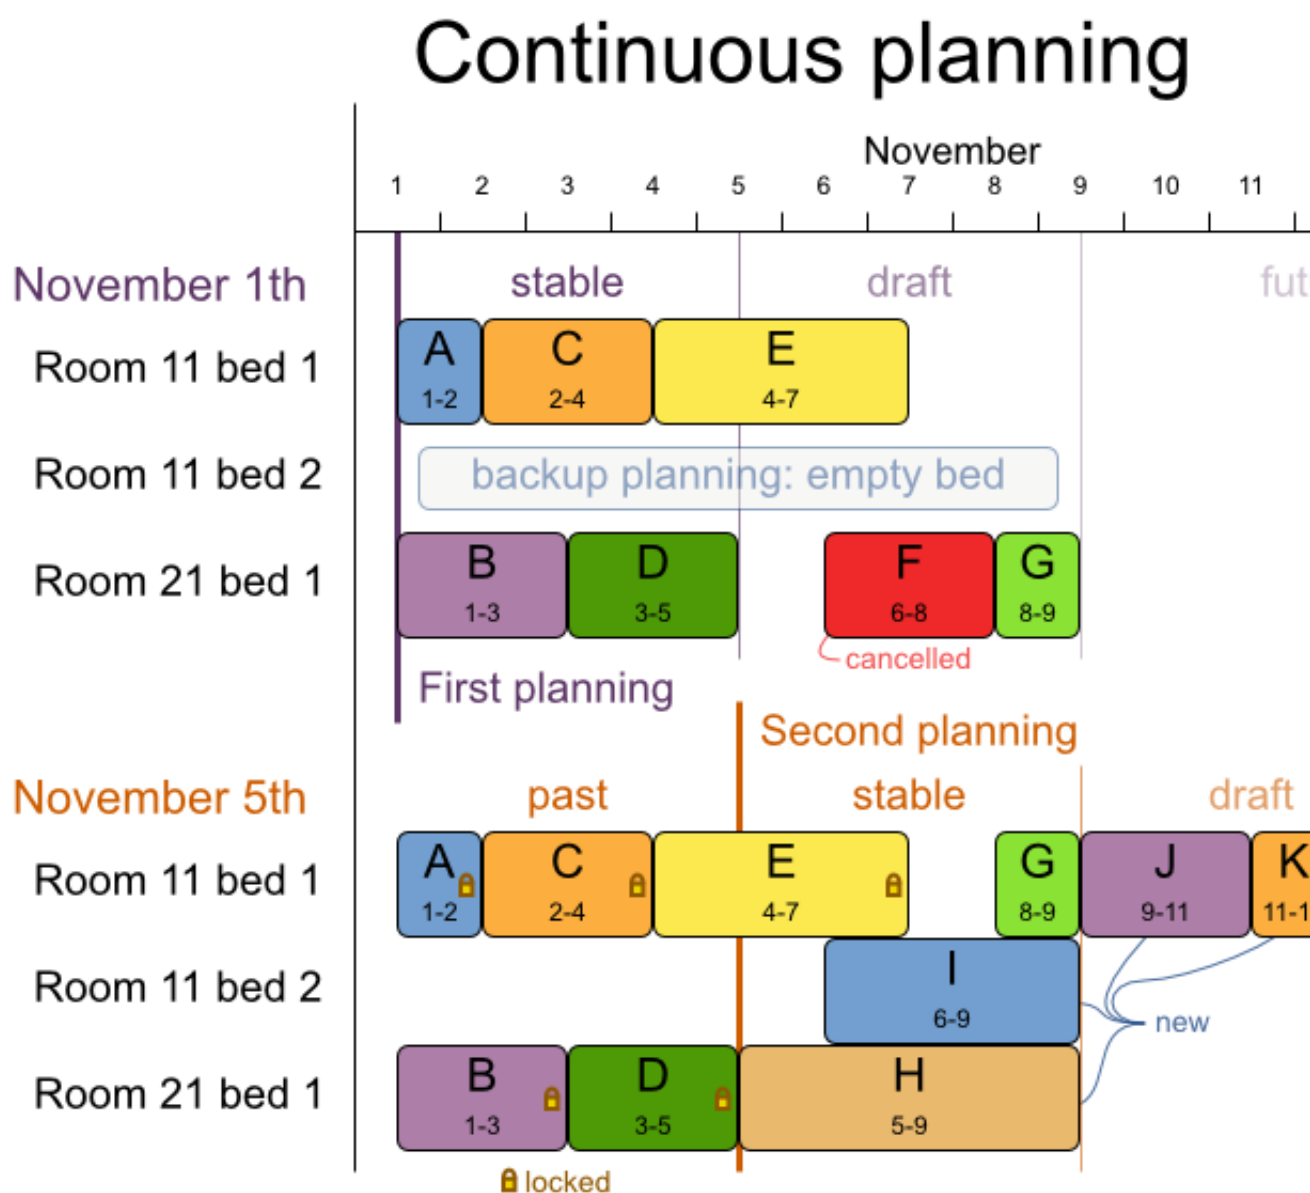 Continuous planning
November
1 2 3 4 5 6 7 8 9 10 11
November 1th stable draft fut
Room 11 bed 1
A C E
1-2 2-4 4-7
Room 11 bed 2
backup planning: empty bed
Room 21 bed 1
B D F G
1-3 3-5 6-8 8-9
cancelled
First planning
Second planning
November 5th past stable draft
Room 11 bed 1
A C E G J K
1-2 2-4 4-7 8-9 9-11 11-1
Room 11 bed 2
I
6-9
new
Room 21 bed 1
B D H
1-3 3-5 5-9
locked